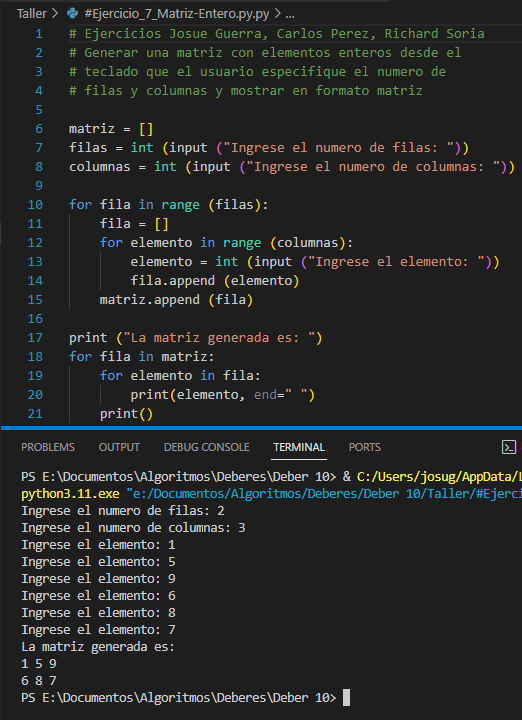 Taller > #Ejercicio_7_Matriz-Entero.py.py > ...
1 # Ejercicios Josue Guerra, Carlos Perez, Richard Soria
2 # Generar una matriz con elementos enteros desde el
3 # teclado que el usuario especifique el numero de
4 # filas y columnas y mostrar en formato matriz
5
6 matriz = []
7 filas = int (input ("Ingrese el numero de filas: "))
8 columnas = int (input ("Ingrese el numero de columnas: "))
9
10 for fila in range (filas):
11     fila = []
12     for elemento in range (columnas):
13         elemento = int (input ("Ingrese el elemento: "))
14         fila.append (elemento)
15     matriz.append (fila)
16
17 print ("La matriz generada es: ")
18 for fila in matriz:
19     for elemento in fila:
20         print(elemento, end=" ")
21     print()
PROBLEMS OUTPUT DEBUG CONSOLE TERMINAL PORTS
PS E:\Documentos\Algoritmos\Deberes\Deber 10> & C:/Users/josug/AppData/L
python3.11.exe "e:/Documentos/Algoritmos/Deberes/Deber 10/Taller/#Ejerci
Ingrese el numero de filas: 2
Ingrese el numero de columnas: 3
Ingrese el elemento: 1
Ingrese el elemento: 5
Ingrese el elemento: 9
Ingrese el elemento: 6
Ingrese el elemento: 8
Ingrese el elemento: 7
La matriz generada es:
1 5 9
6 8 7
PS E:\Documentos\Algoritmos\Deberes\Deber 10>